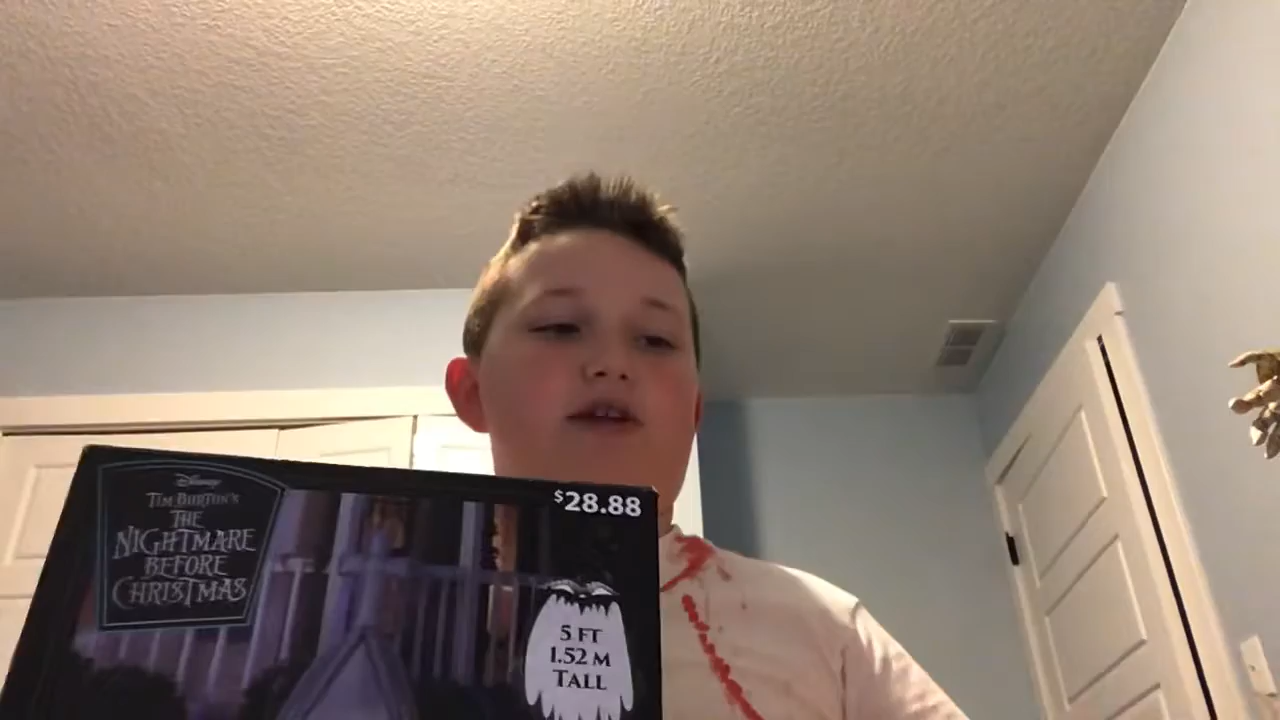 Disney
TIM BURTON'S
THE
NIGHTMARE
BEFORE
CHRISTMAS
$28.88
5 FT
1.52 M
TALL